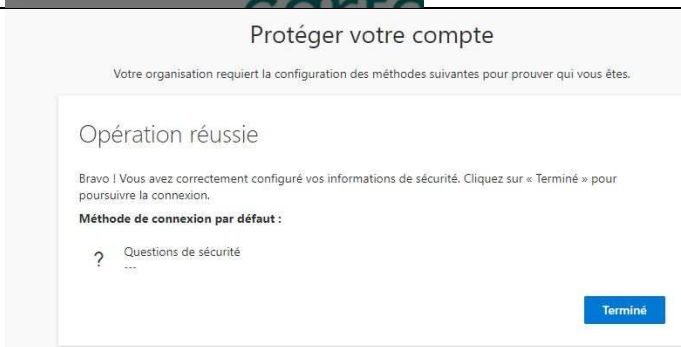 Protéger votre compte
Votre organisation requiert la configuration des méthodes suivantes pour prouver qui vous êtes.
Opération réussie
Bravo ! Vous avez correctement configuré vos informations de sécurité. Cliquez sur « Terminé » pour
poursuivre la connexion.
Méthode de connexion par défaut :
? Questions de sécurité
---
Terminé